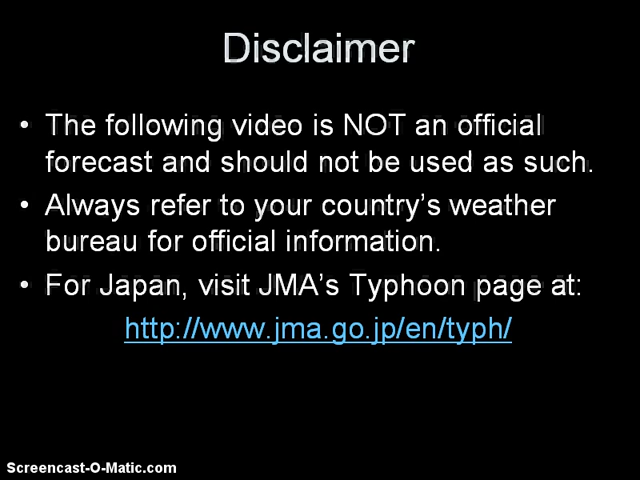 Disclaimer
• The following video is NOT an official
forecast and should not be used as such.
• Always refer to your country's weather
bureau for official information.
• For Japan, visit JMA's Typhoon page at:
http://www.jma.go.jp/en/typh/
Screencast-O-Matic.com